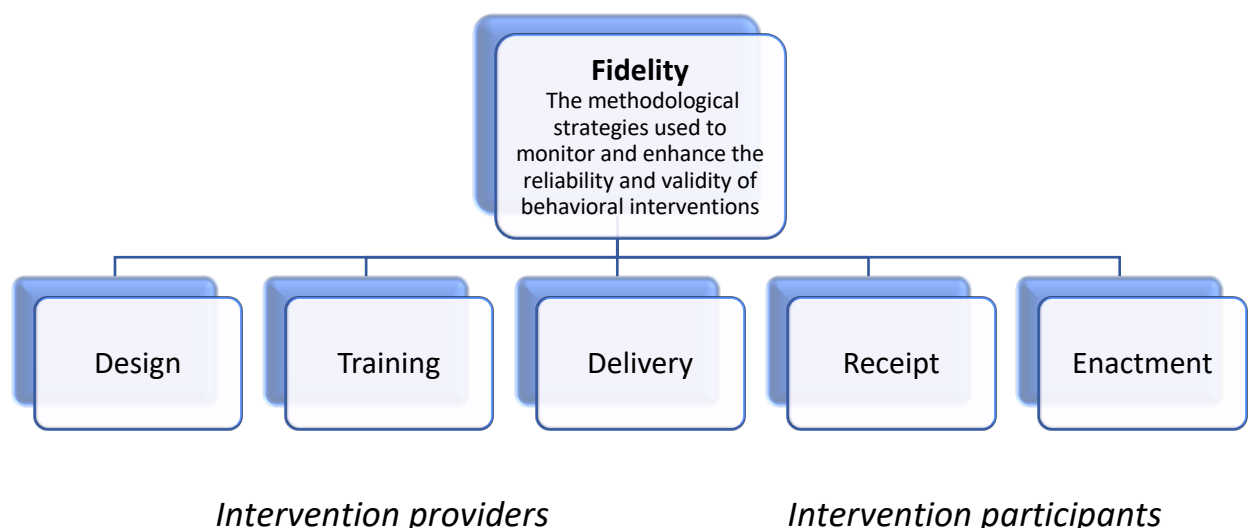 Fidelity
The methodological
strategies used to
monitor and enhance the
reliability and validity of
behavioral interventions
Design
Training
Delivery
Receipt
Enactment
Intervention providers
Intervention participants